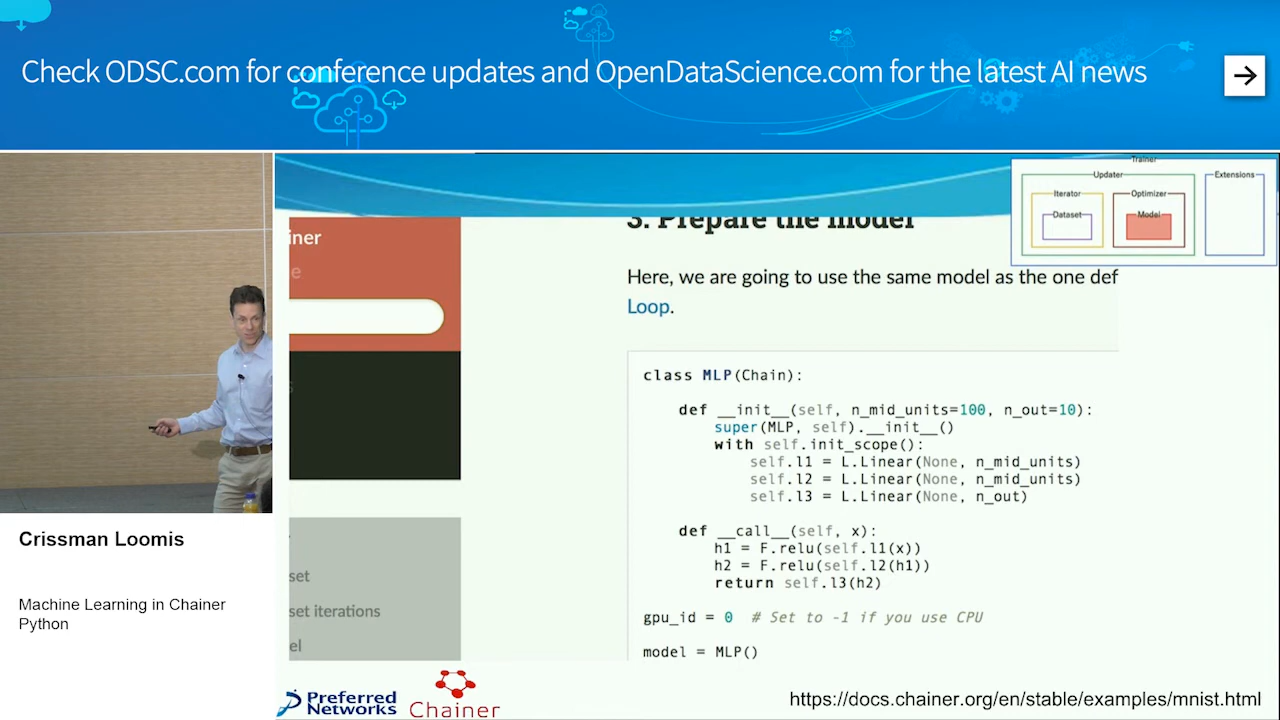 Check ODSC.com for conference updates and OpenDataScience.com for the latest AI news
Trainer
Updater
Extensions
Iterator
Optimizer
Dataset
Model
3. Prepare the model
iner
e
Here, we are going to use the same model as the one def
Loop.
class MLP(Chain):
def __init__(self, n_mid_units=100, n_out=10):
super(MLP, self).__init__()
with self.init_scope():
self.l1 = L.Linear(None, n_mid_units)
self.l2 = L.Linear(None, n_mid_units)
self.l3 = L.Linear(None, n_out)
def __call__(self, x):
h1 = F.relu(self.l1(x))
h2 = F.relu(self.l2(h1))
return self.l3(h2)
gpu_id = 0  # Set to -1 if you use CPU
model = MLP()
set
set iterations
el
Crissman Loomis
Machine Learning in Chainer
Python
Preferred
Networks
Chainer
https://docs.chainer.org/en/stable/examples/mnist.html